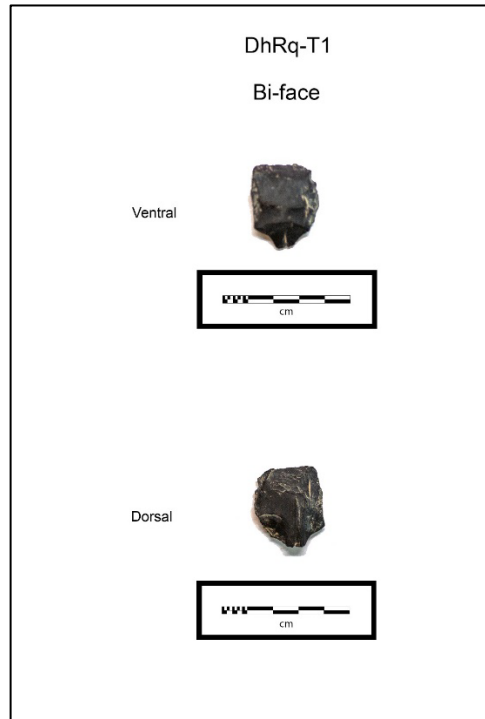 DhRq-T1
Bi-face
Ventral
cm
Dorsal
cm